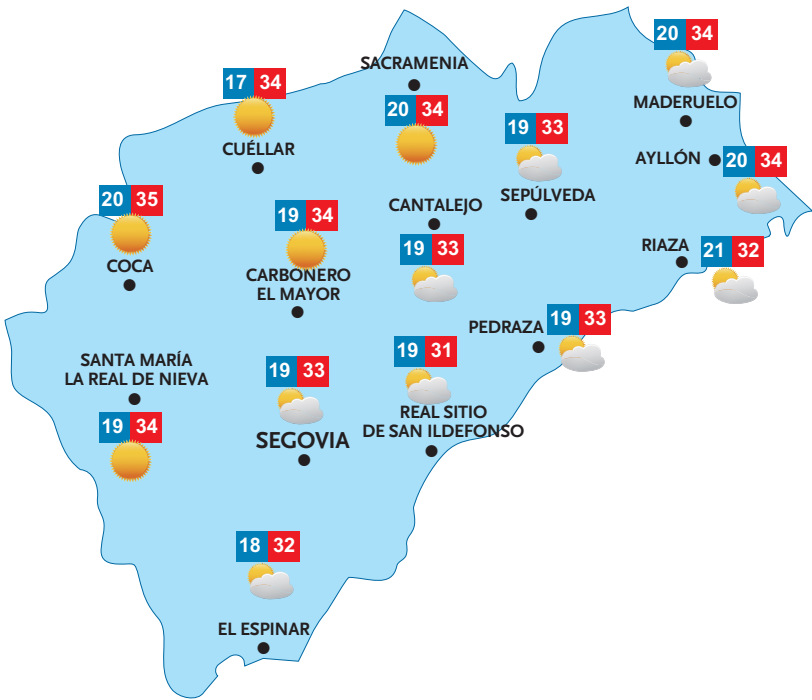 20 34
MADERUELO
SACRAMENIA
20 34
17 34
CUÉLLAR
19 33
SEPÚLVEDA
AYLLÓN
20 34
20 35
COCA
19 34
CARBONERO
EL MAYOR
CANTALEJO
19 33
RIAZA
21 32
PEDRAZA
19 33
SANTA MARÍA
LA REAL DE NIEVA
19 34
19 33
SEGOVIA
19 31
REAL SITIO
DE SAN ILDEFONSO
18 32
EL ESPINAR